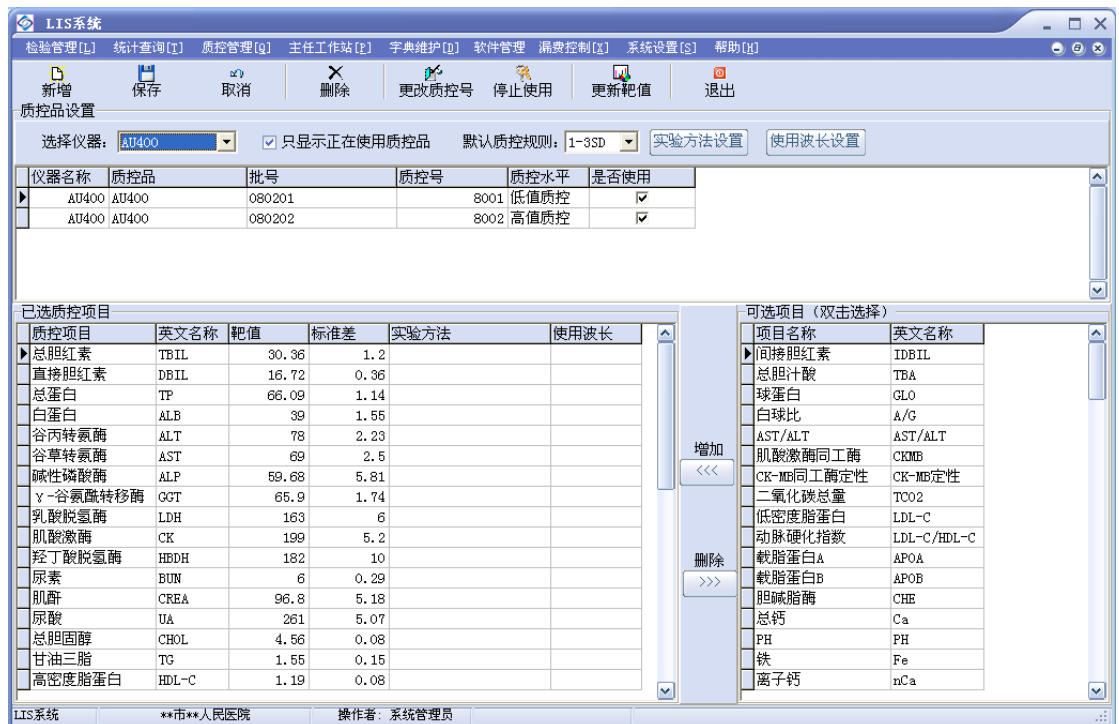 LIS系统
检验管理[L] 统计查询[T] 质控管理[Q] 主任工作站[P] 字典维护[D] 软件管理 漏费控制[X] 系统设置[S] 帮助[H]
新增 保存 取消 删除 更改质控号 停止使用 更新靶值 退出
质控品设置
选择仪器: AU400 只显示正在使用质控品 默认质控规则: 1-3SD 实验方法设置 使用波长设置
仪器名称 质控品 批号 质控号 质控水平 是否使用
AU400 AU400 080201 8001 低值质控
AU400 AU400 080202 8002 高值质控
已选质控项目
质控项目 英文名称 靶值 标准差 实验方法 使用波长
总胆红素 TBIL 30.36 1.2
直接胆红素 DBIL 16.72 0.36
总蛋白 TP 66.09 1.14
白蛋白 ALB 39 1.55
谷丙转氨酶 ALT 78 2.23
谷草转氨酶 AST 69 2.5
碱性磷酸酶 ALP 59.68 5.81
γ-谷氨酰转移酶 GGT 65.9 1.74
乳酸脱氢酶 LDH 163 6
肌酸激酶 CK 199 5.2
羟丁酸脱氢酶 HBDH 182 10
尿素 BUN 6 0.29
肌酐 CREA 96.8 5.18
尿酸 UA 261 5.07
总胆固醇 CHOL 4.56 0.08
甘油三脂 TG 1.55 0.15
高密度脂蛋白 HDL-C 1.19 0.08
增加
<<<
删除
>>>
可选项目（双击选择）
项目名称 英文名称
间接胆红素 IDBIL
总胆汁酸 TBA
球蛋白 GLO
白球比 A/G
AST/ALT AST/ALT
肌酸激酶同工酶 CKMB
CK-MB同工酶定性 CK-MB定性
二氧化碳总量 TCO2
低密度脂蛋白 LDL-C
动脉硬化指数 LDL-C/HDL-C
载脂蛋白A APOA
载脂蛋白B APOB
胆碱脂酶 CHE
总钙 Ca
PH PH
铁 Fe
离子钙 nCa
LIS系统 **市**人民医院 操作者: 系统管理员